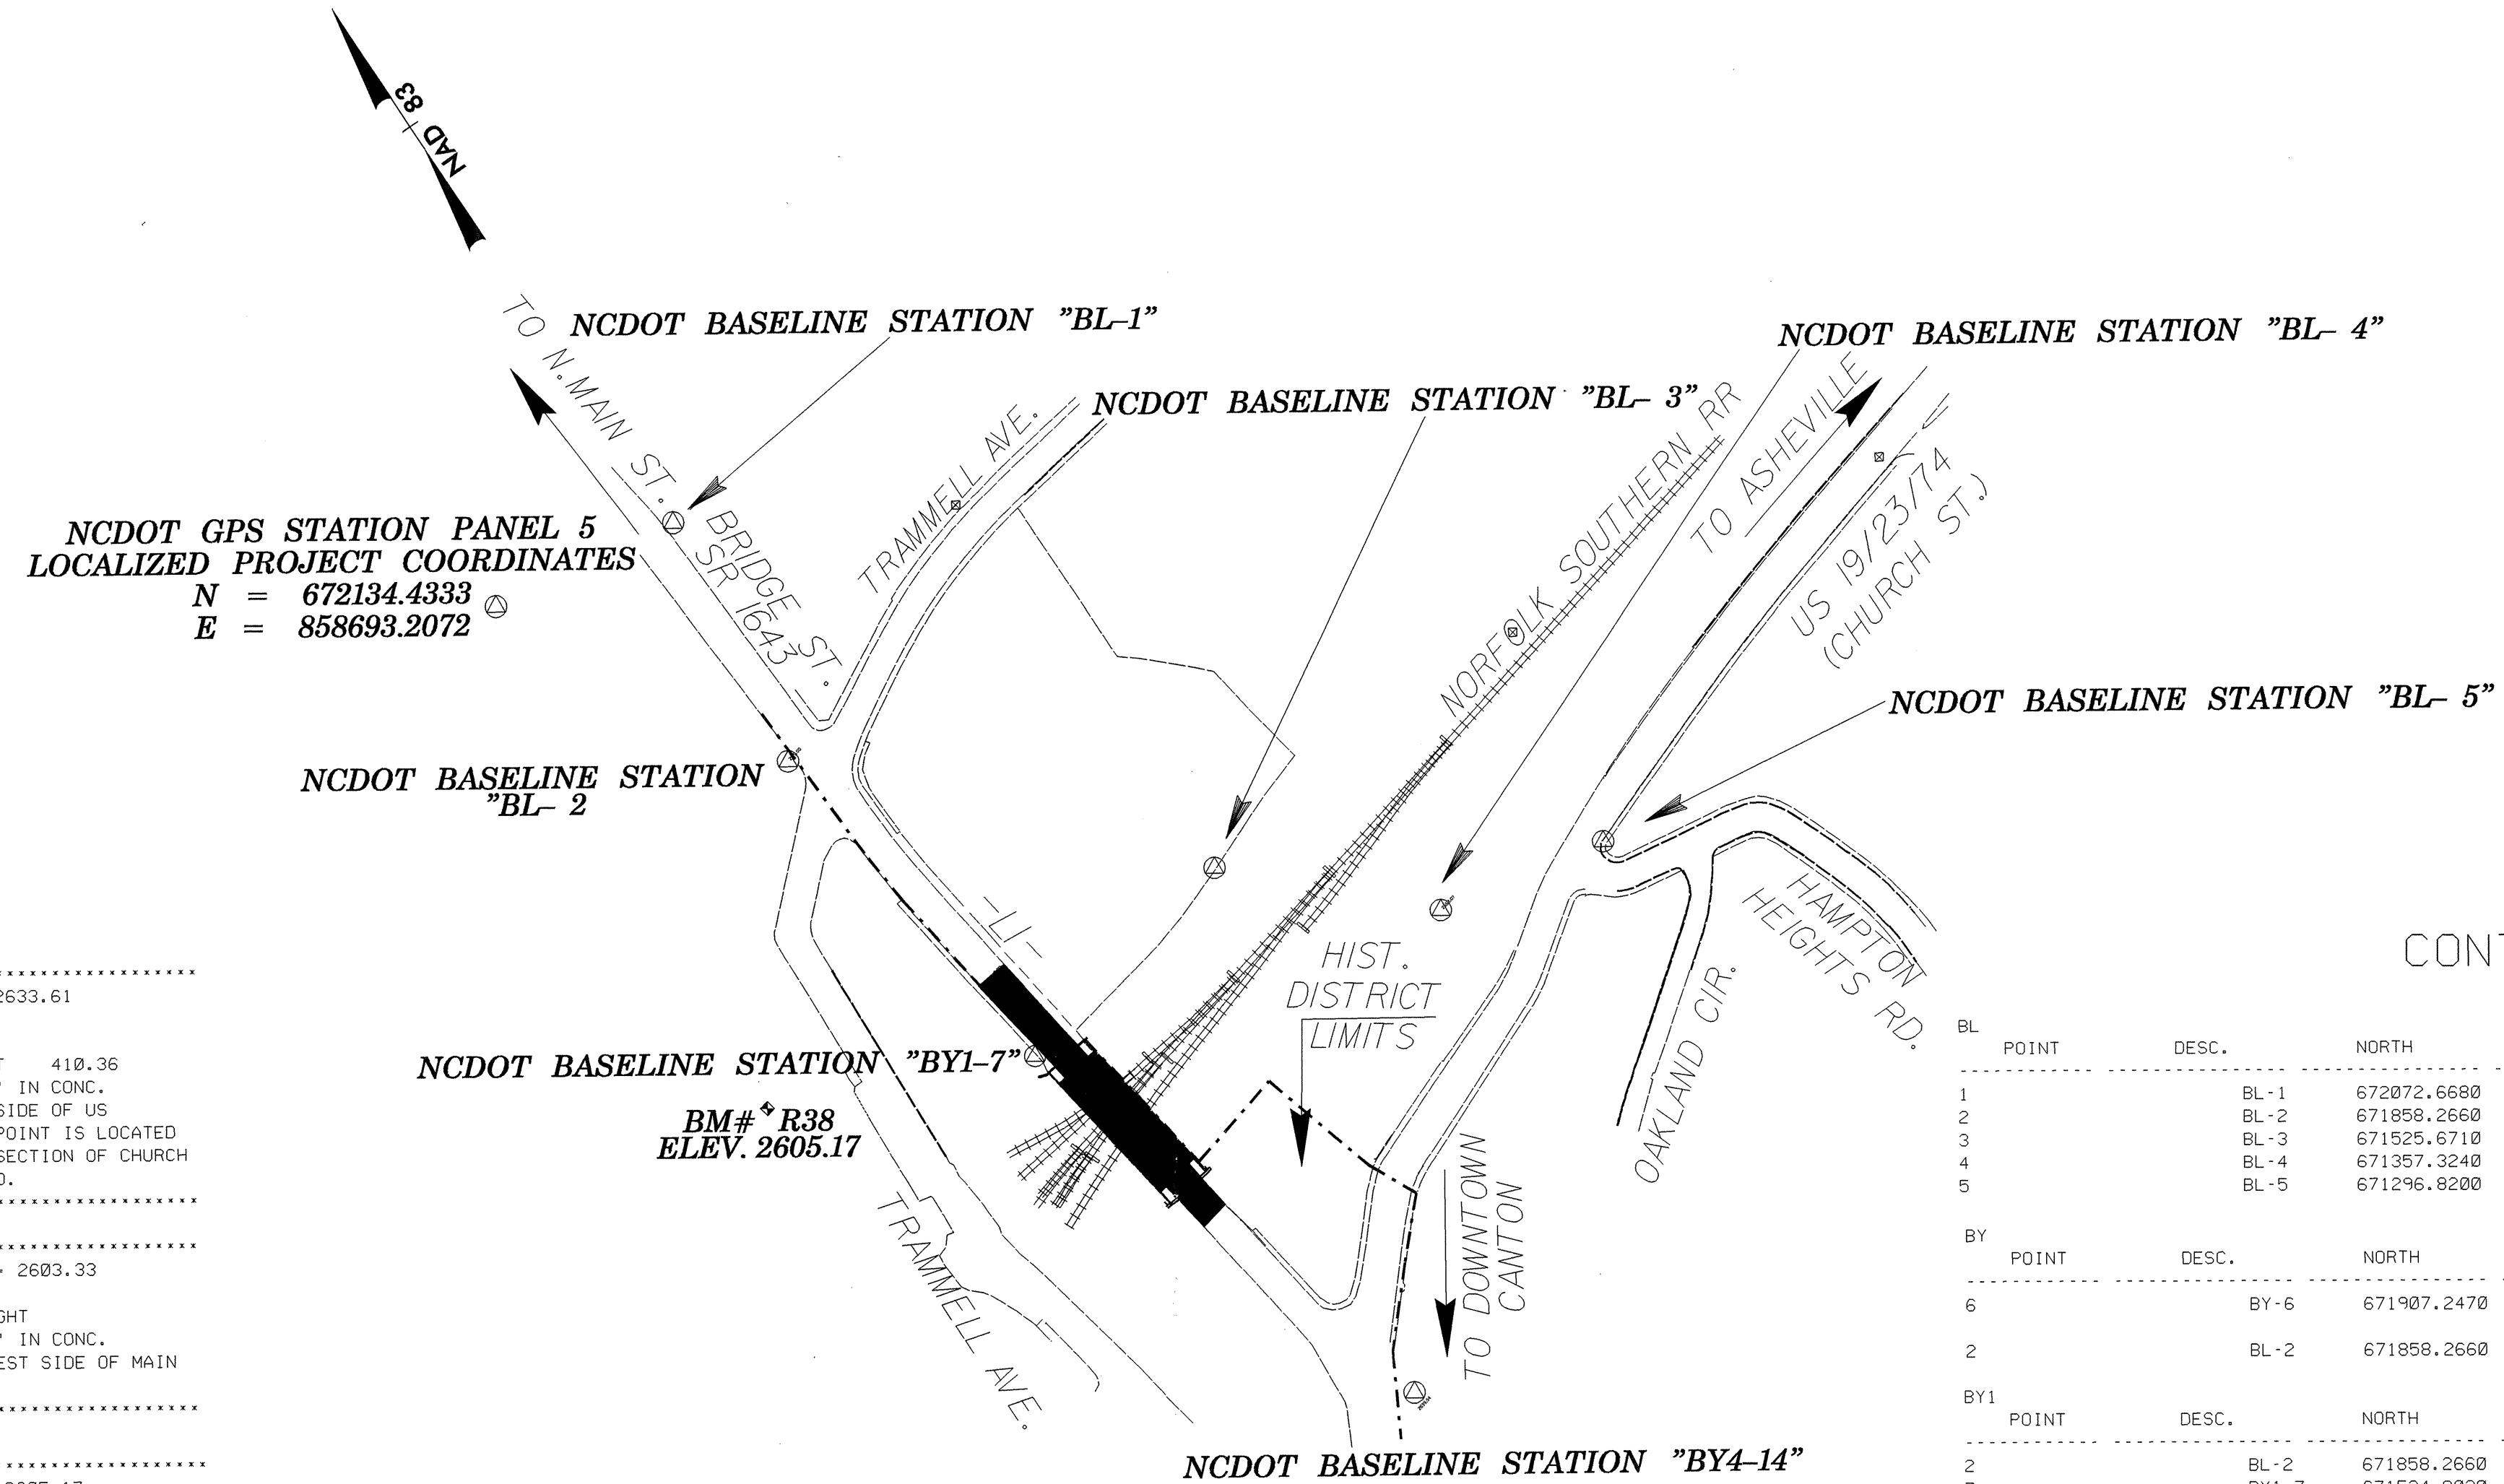 NAD 83
TO N. MAIN ST.
NCDOT BASELINE STATION "BL-1"
NCDOT BASELINE STATION "BL- 4"
NCDOT BASELINE STATION "BL- 3"
TRAMMELL AVE.
NORFOLK SOUTHERN RR
TO ASHEVILLE
US 19/23/74
(CHURCH ST.)
NCDOT GPS STATION PANEL 5
LOCALIZED PROJECT COORDINATES
N = 672134.4333
E = 858693.2072
BRIDGE ST.
SR 1643
NCDOT BASELINE STATION "BL- 5"
NCDOT BASELINE STATION
"BL- 2
-L1-
HIST.
DISTRICT
LIMITS
HAMPTON
HEIGHTS RD.
OAKLAND CIR.
NCDOT BASELINE STATION "BY1-7"
BM# R38
ELEV. 2605.17
TRAMMELL AVE.
TO DOWNTOWN
CANTON
NCDOT BASELINE STATION "BY4-14"
2633.61
410.36
IN CONC.
SIDE OF US
POINT IS LOCATED
SECTION OF CHURCH
2603.33
GHT
IN CONC.
EST SIDE OF MAIN
CONT
BL
POINT DESC. NORTH
1 BL-1 672072.6680
2 BL-2 671858.2660
3 BL-3 671525.6710
4 BL-4 671357.3240
5 BL-5 671296.8200
BY
POINT DESC. NORTH
6 BY-6 671907.2470
2 BL-2 671858.2660
BY1
POINT DESC. NORTH
2 BL-2 671858.2660